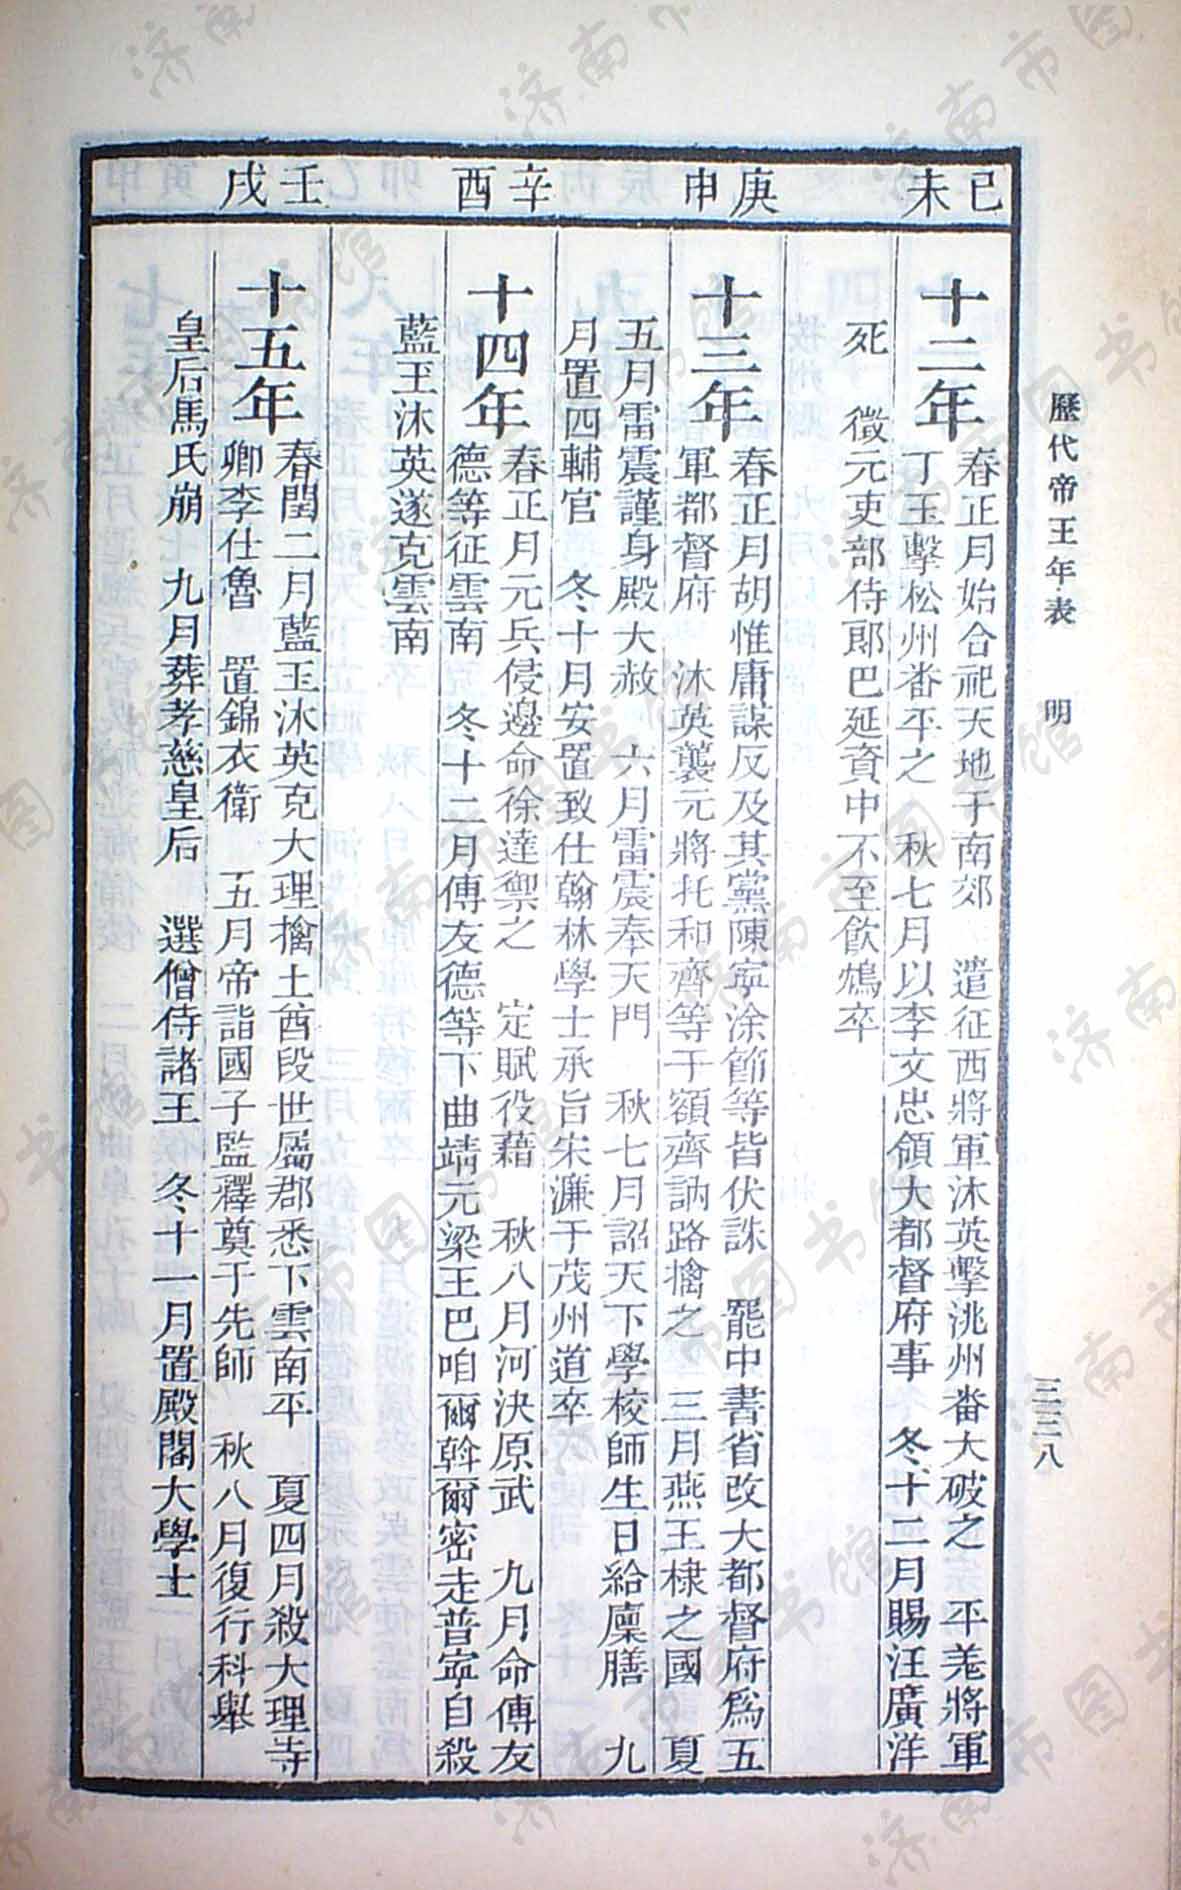 歷代帝王年表　明
三三八
己未
十二年
春正月始合祀天地于南郊　遣征西將軍沐英擊洮州番大破之　平羌將軍
丁玉擊松州番平之　秋七月以李文忠領大都督府事　冬十二月賜汪廣洋
死　徵元吏部侍郎巴延資中不至飮鴆卒
庚申
十三年
春正月胡惟庸謀反及其黨陳寧涂節等皆伏誅　罷中書省改大都督府爲五
軍都督府　沐英襲元將托和齊等于額齊訥路擒之　三月燕王棣之國　夏
五月雷震謹身殿大赦　六月雷震奉天門　秋七月詔天下學校師生日給廩膳　九
月置四輔官　冬十月安置致仕翰林學士承旨宋濂于茂州道卒
辛酉
十四年
春正月元兵侵邊命徐達禦之　定賦役藉　秋八月河決原武　九月命傅友
德等征雲南　冬十二月傅友德等下曲靖元梁王巴咱爾斡爾密走普寧自殺
藍玉沐英遂克雲南
壬戌
十五年
春閏二月藍玉沐英克大理擒土酋段世屬郡悉下雲南平　夏四月殺大理寺
卿李仕魯　置錦衣衛　五月帝詣國子監釋奠于先師　秋八月復行科舉
皇后馬氏崩　九月葬孝慈皇后　選僧侍諸王　冬十一月置殿閣大學士
济南市图书馆